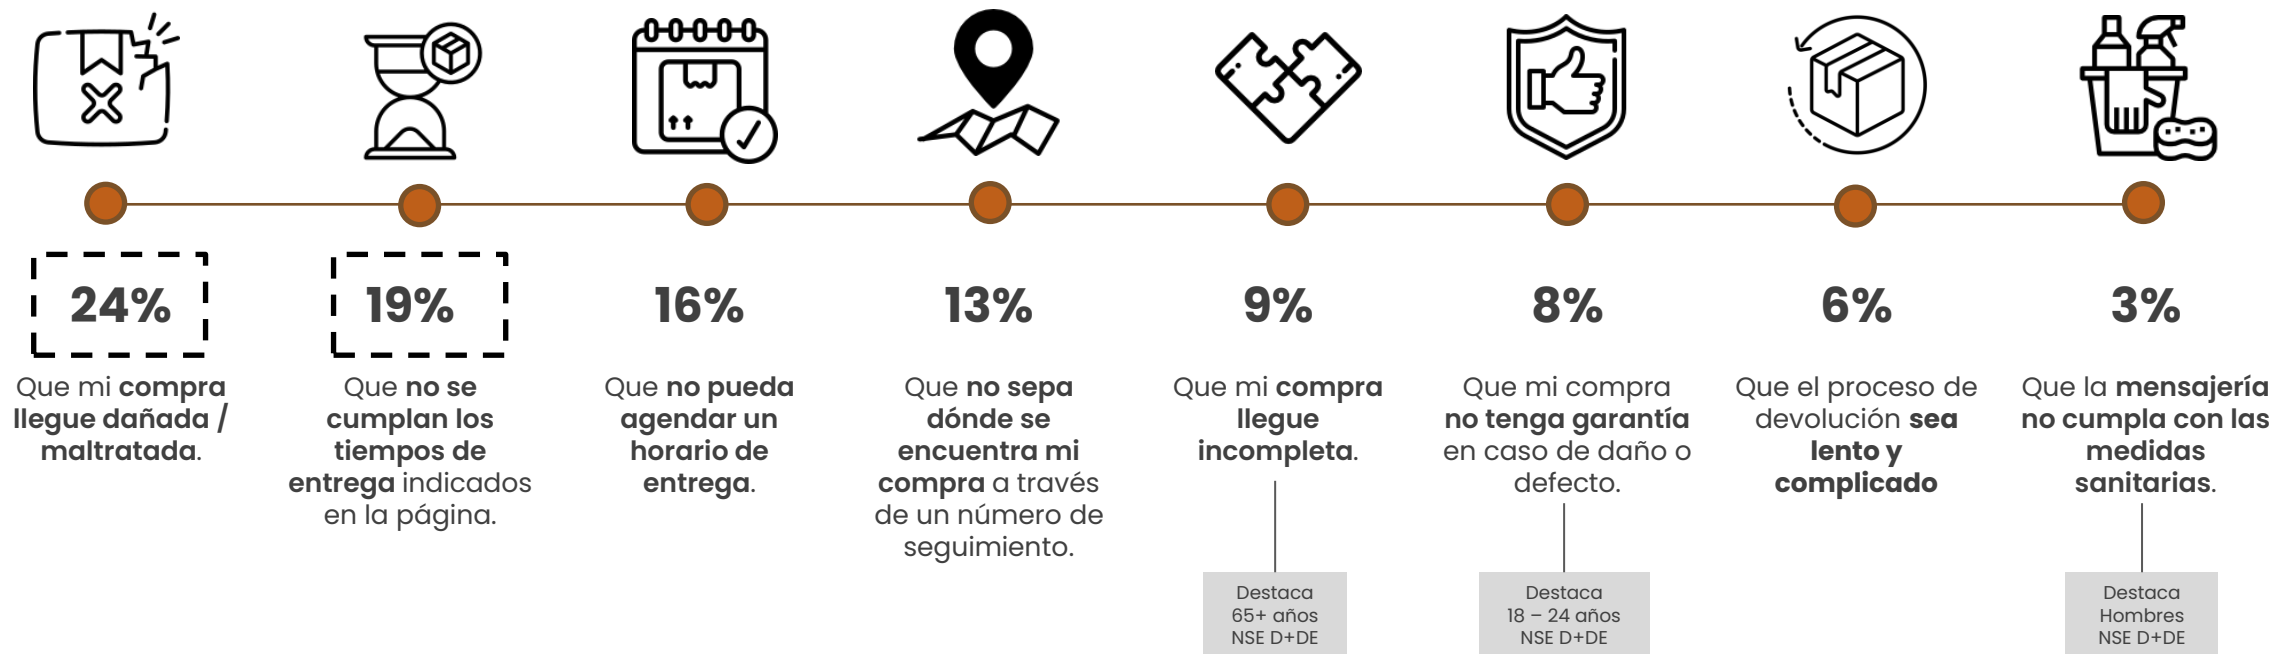 24%
Que mi compra
llegue dañada /
maltratada.
19%
Que no se
cumplan los
tiempos de
entrega indicados
en la página.
16%
Que no pueda
agendar un
horario de
entrega.
13%
Que no sepa
dónde se
encuentra mi
compra a través
de un número de
seguimiento.
9%
Que mi compra
llegue
incompleta.
Destaca
65+ años
NSE D+DE
8%
Que mi compra
no tenga garantía
en caso de daño o
defecto.
Destaca
18 – 24 años
NSE D+DE
6%
Que el proceso de
devolución sea
lento y
complicado
3%
Que la mensajería
no cumpla con las
medidas
sanitarias.
Destaca
Hombres
NSE D+DE